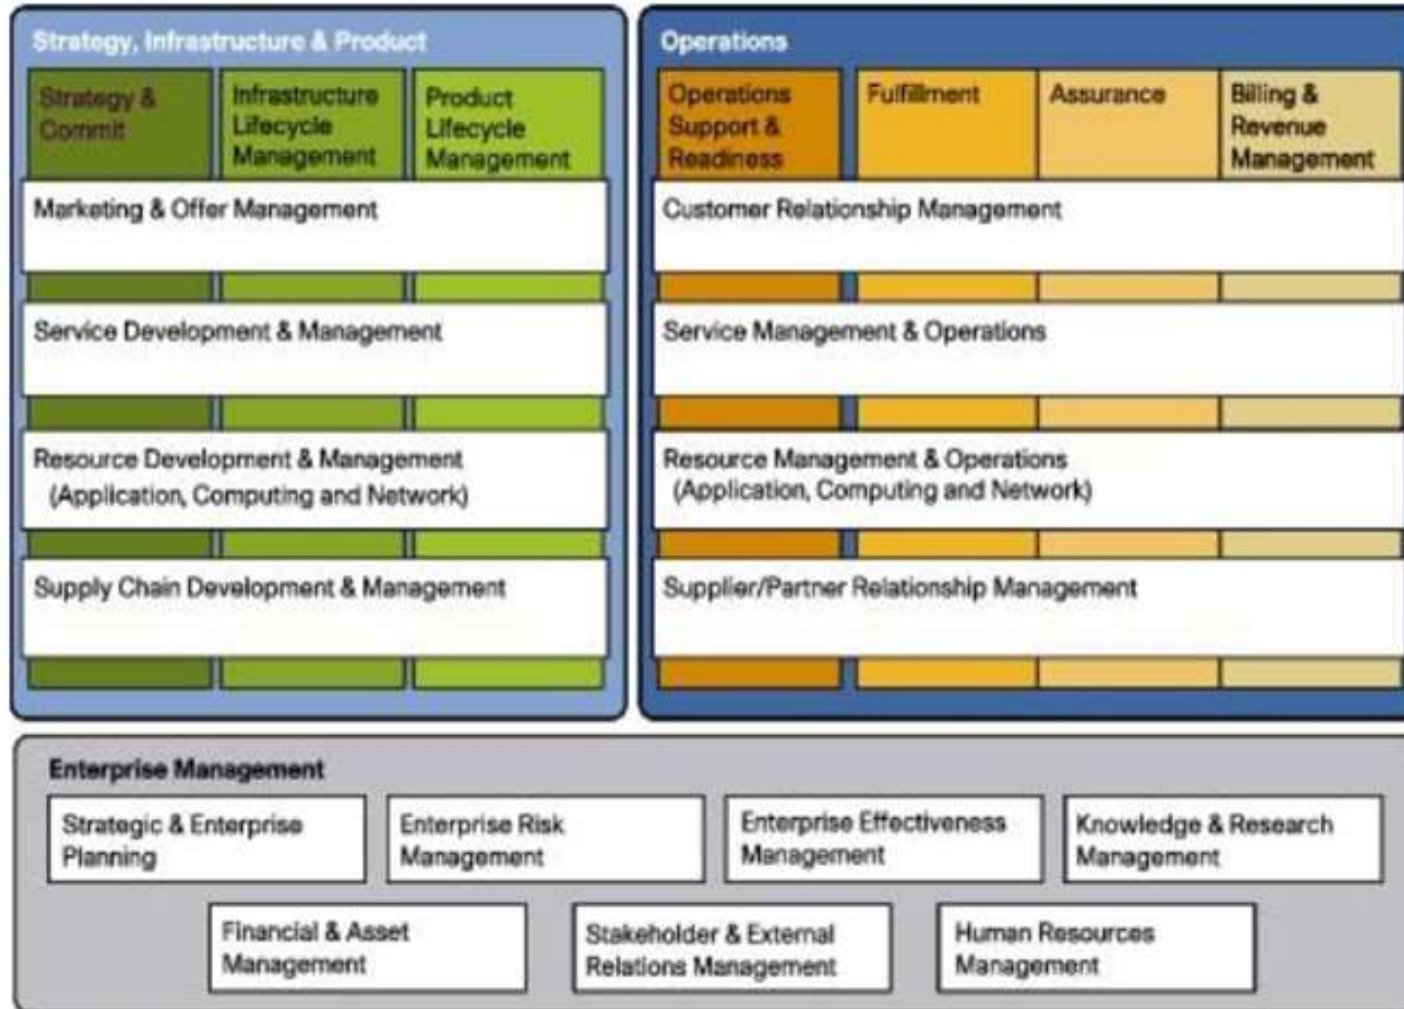 Strategy, Infrastructure & Product
Strategy &
Commit
Infrastructure
Lifecycle
Management
Product
Lifecycle
Management
Marketing & Offer Management
Service Development & Management
Resource Development & Management
(Application, Computing and Network)
Supply Chain Development & Management
Operations
Operations
Support &
Readiness
Fulfillment
Assurance
Billing &
Revenue
Management
Customer Relationship Management
Service Management & Operations
Resource Management & Operations
(Application, Computing and Network)
Supplier/Partner Relationship Management
Enterprise Management
Strategic & Enterprise
Planning
Enterprise Risk
Management
Enterprise Effectiveness
Management
Knowledge & Research
Management
Financial & Asset
Management
Stakeholder & External
Relations Management
Human Resources
Management